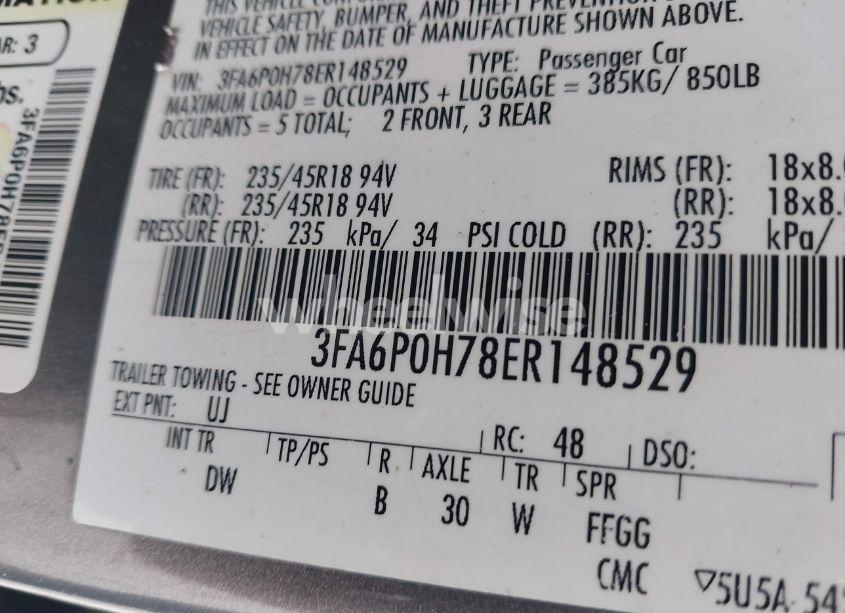 VEHICLE SAFETY, BUMPER, AND THEFT PREVENTION
IN EFFECT ON THE DATE OF MANUFACTURE SHOWN ABOVE.
VIN: 3FA6P0H78ER148529 TYPE: Passenger Car
MAXIMUM LOAD = OCCUPANTS + LUGGAGE = 385KG/ 850LB
OCCUPANTS = 5 TOTAL; 2 FRONT, 3 REAR
TIRE (FR): 235/45R18 94V RIMS (FR): 18x8.
(RR): 235/45R18 94V (RR): 18x8.
PRESSURE (FR): 235 kPa/ 34 PSI COLD (RR): 235 kPa/
wheelwise
3FA6P0H78ER148529
TRAILER TOWING - SEE OWNER GUIDE
EXT PNT: UJ RC: 48 DSO:
INT TR TP/PS R AXLE TR SPR
DW B 30 W FFGG
CMC ▽5U5A
R: 3
bs.
3FA6P0H78ER